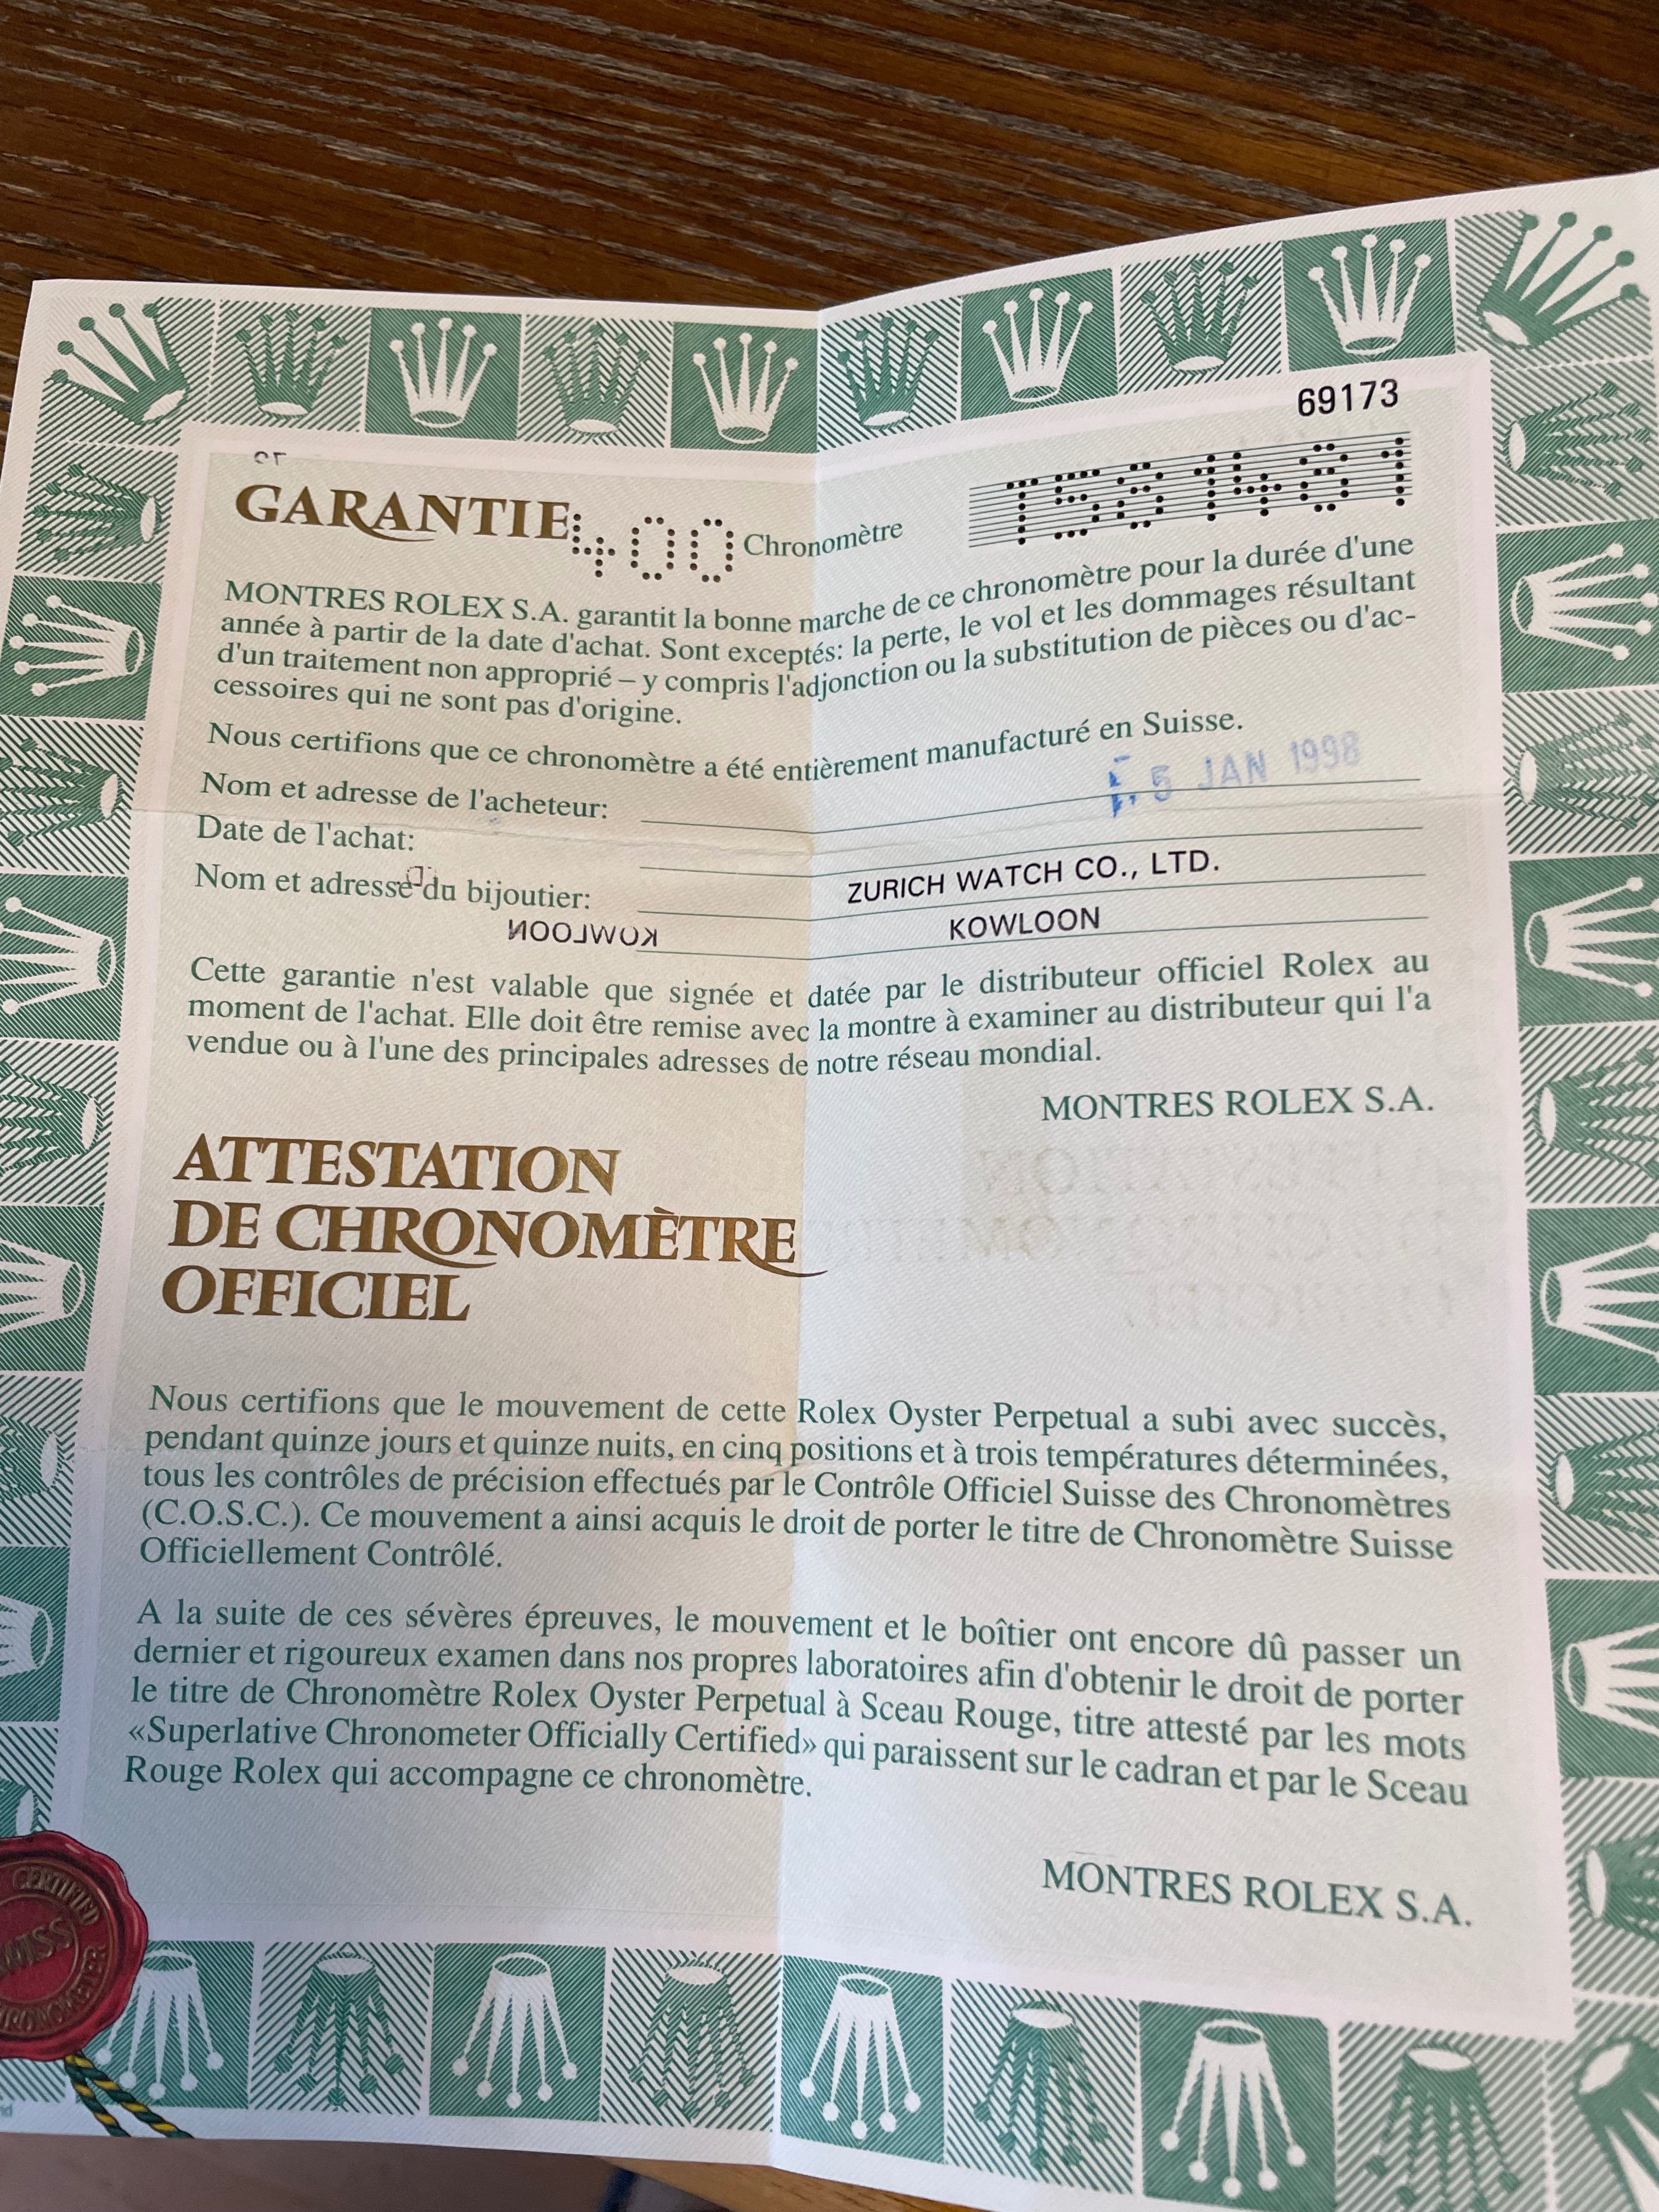 69173
GARANTIE 400 Chronomètre T581481
MONTRES ROLEX S.A. garantit la bonne marche de ce chronomètre pour la durée d'une
année à partir de la date d'achat. Sont exceptés: la perte, le vol et les dommages résultant
d'un traitement non approprié – y compris l'adjonction ou la substitution de pièces ou d'ac-
cessoires qui ne sont pas d'origine.
Nous certifions que ce chronomètre a été entièrement manufacturé en Suisse.
5 JAN 1998
Nom et adresse de l'acheteur:
Date de l'achat:
Nom et adresse du bijoutier: ZURICH WATCH CO., LTD.
KOWLOON KOWLOON
Cette garantie n'est valable que signée et datée par le distributeur officiel Rolex au
moment de l'achat. Elle doit être remise avec la montre à examiner au distributeur qui l'a
vendue ou à l'une des principales adresses de notre réseau mondial.
MONTRES ROLEX S.A.
ATTESTATION
DE CHRONOMÈTRE
OFFICIEL
Nous certifions que le mouvement de cette Rolex Oyster Perpetual a subi avec succès,
pendant quinze jours et quinze nuits, en cinq positions et à trois températures déterminées,
tous les contrôles de précision effectués par le Contrôle Officiel Suisse des Chronomètres
(C.O.S.C.). Ce mouvement a ainsi acquis le droit de porter le titre de Chronomètre Suisse
Officiellement Contrôlé.
A la suite de ces sévères épreuves, le mouvement et le boîtier ont encore dû passer un
dernier et rigoureux examen dans nos propres laboratoires afin d'obtenir le droit de porter
le titre de Chronomètre Rolex Oyster Perpetual à Sceau Rouge, titre attesté par les mots
«Superlative Chronometer Officially Certified» qui paraissent sur le cadran et par le Sceau
Rouge Rolex qui accompagne ce chronomètre.
MONTRES ROLEX S.A.
CERTIFIED